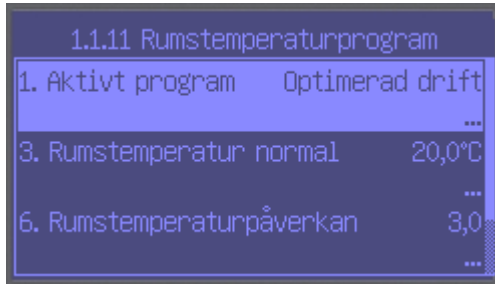 1.1.11 Rumstemperaturprogram
1. Aktivt program Optimerad drift
...
3. Rumstemperatur normal 20,0°C
...
6. Rumstemperaturpåverkan 3,0
...